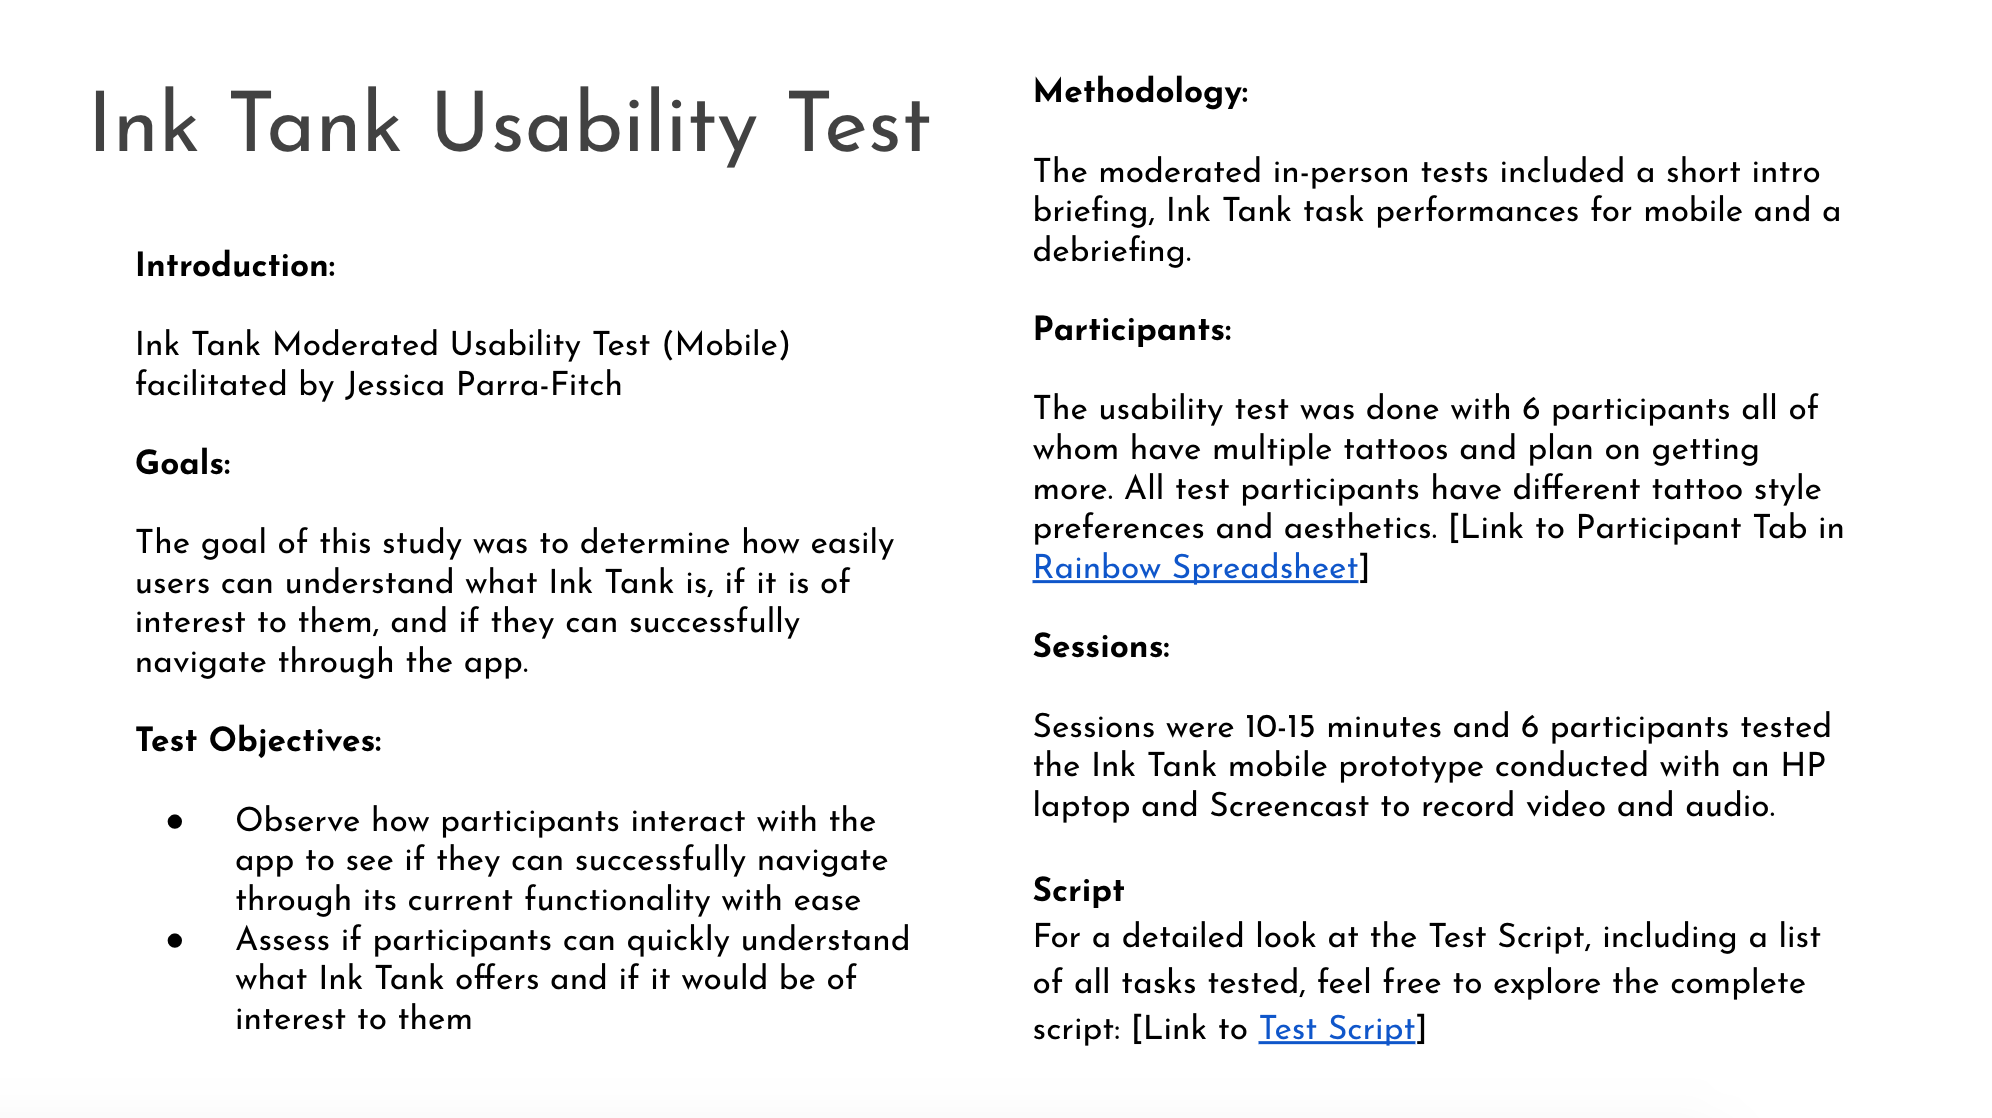 Ink Tank Usability Test
Introduction:
Ink Tank Moderated Usability Test (Mobile)
facilitated by Jessica Parra-Fitch
Goals:
The goal of this study was to determine how easily
users can understand what Ink Tank is, if it is of
interest to them, and if they can successfully
navigate through the app.
Test Objectives:
● Observe how participants interact with the
app to see if they can successfully navigate
through its current functionality with ease
● Assess if participants can quickly understand
what Ink Tank offers and if it would be of
interest to them
Methodology:
The moderated in-person tests included a short intro
briefing, Ink Tank task performances for mobile and a
debriefing.
Participants:
The usability test was done with 6 participants all of
whom have multiple tattoos and plan on getting
more. All test participants have different tattoo style
preferences and aesthetics. [Link to Participant Tab in
Rainbow Spreadsheet]
Sessions:
Sessions were 10-15 minutes and 6 participants tested
the Ink Tank mobile prototype conducted with an HP
laptop and Screencast to record video and audio.
Script
For a detailed look at the Test Script, including a list
of all tasks tested, feel free to explore the complete
script: [Link to Test Script]